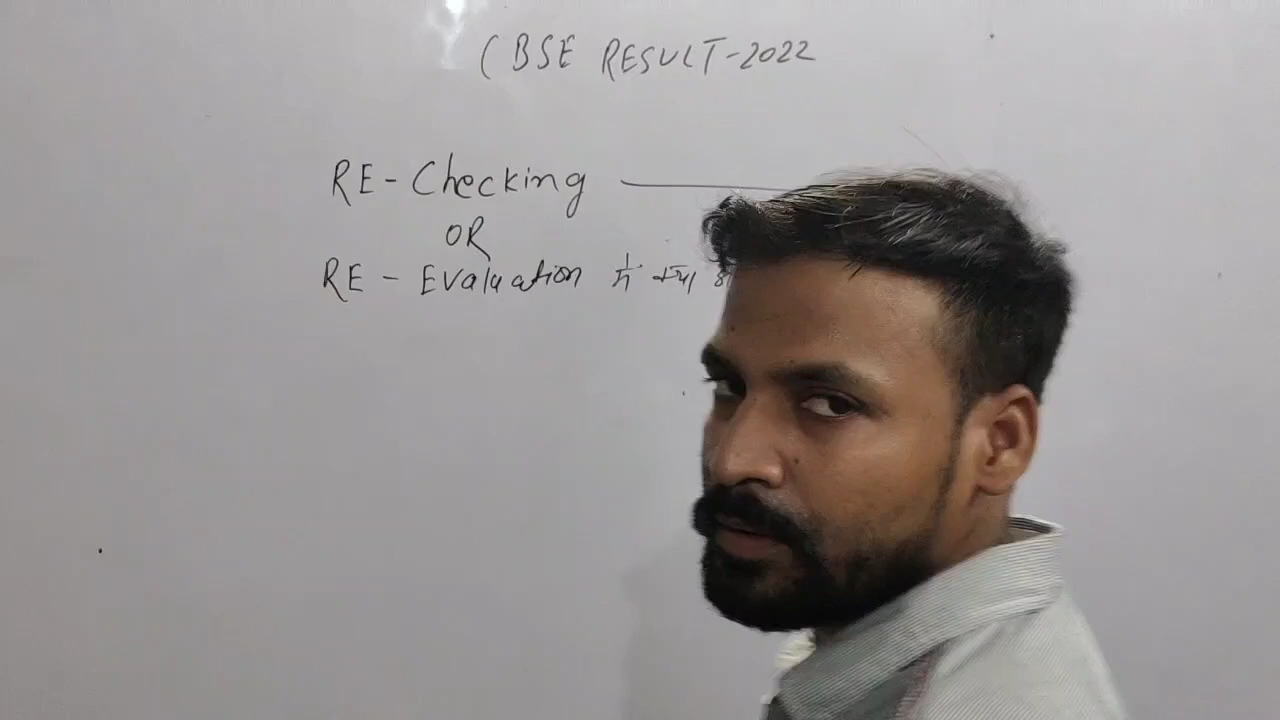 CBSE RESULT-2022
RE-Checking
OR
RE - Evaluation में क्या